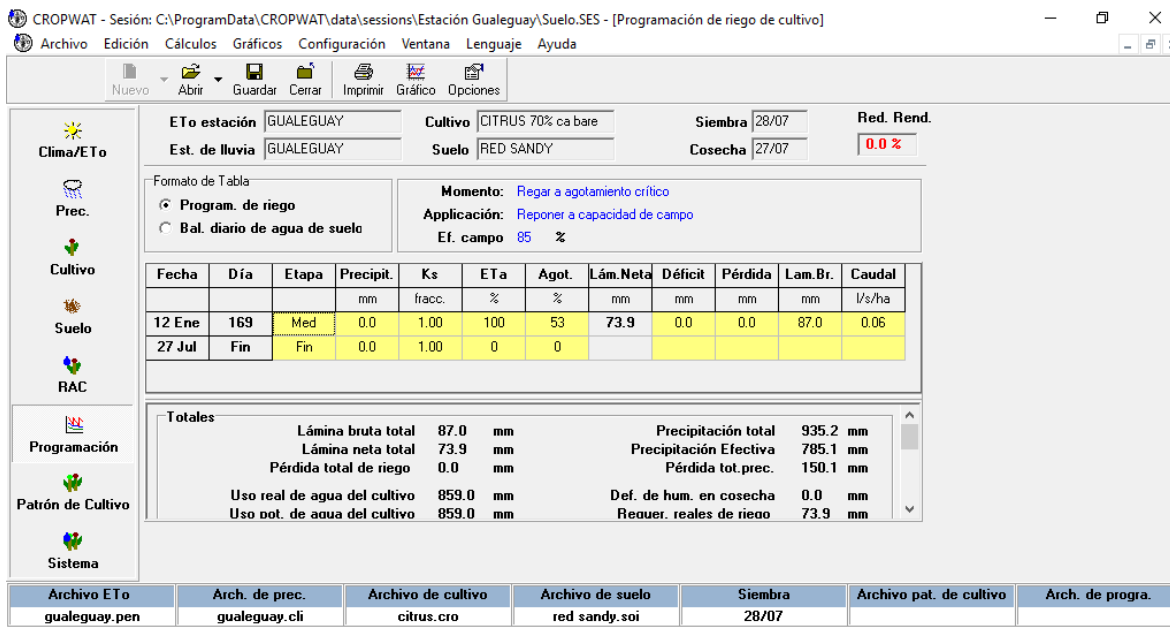 CROPWAT - Sesión: C:\ProgramData\CROPWAT\data\sessions\Estación Gualeguay\Suelo.SES - [Programación de riego de cultivo]
Archivo Edición Cálculos Gráficos Configuración Ventana Lenguaje Ayuda
Nuevo Abrir Guardar Cerrar Imprimir Gráfico Opciones
ETo estación GUALEGUAY Cultivo CITRUS 70% ca bare Siembra 28/07 Red. Rend.
Est. de lluvia GUALEGUAY Suelo RED SANDY Cosecha 27/07 0.0 %
Clima/ETo
Prec.
Cultivo
Suelo
RAC
Programación
Patrón de Cultivo
Sistema
Formato de Tabla
Program. de riego
Bal. diario de agua de suelo
Momento: Regar a agotamiento crítico
Applicación: Reponer a capacidad de campo
Ef. campo 85 %
Fecha Día Etapa Precipit. Ks ETa Agot. Lám.Neta Déficit Pérdida Lam.Br. Caudal
mm fracc. % % mm mm mm mm l/s/ha
12 Ene 169 Med 0.0 1.00 100 53 73.9 0.0 0.0 87.0 0.06
27 Jul Fin Fin 0.0 1.00 0 0
Totales
Lámina bruta total 87.0 mm Precipitación total 935.2 mm
Lámina neta total 73.9 mm Precipitación Efectiva 785.1 mm
Pérdida total de riego 0.0 mm Pérdida tot.prec. 150.1 mm
Uso real de agua del cultivo 859.0 mm Def. de hum. en cosecha 0.0 mm
Uso pot. de agua del cultivo 859.0 mm Requer. reales de riego 73.9 mm
Archivo ETo Arch. de prec. Archivo de cultivo Archivo de suelo Siembra Archivo pat. de cultivo Arch. de progra.
gualeguay.pen gualeguay.cli citrus.cro red sandy.soi 28/07